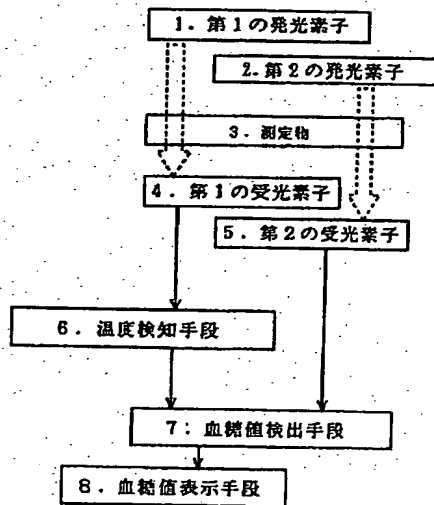 1. 第1の発光素子
2. 第2の発光素子
3. 測定物
4. 第1の受光素子
5. 第2の受光素子
6. 温度検知手段
7: 血糖値検出手段
8. 血糖値表示手段